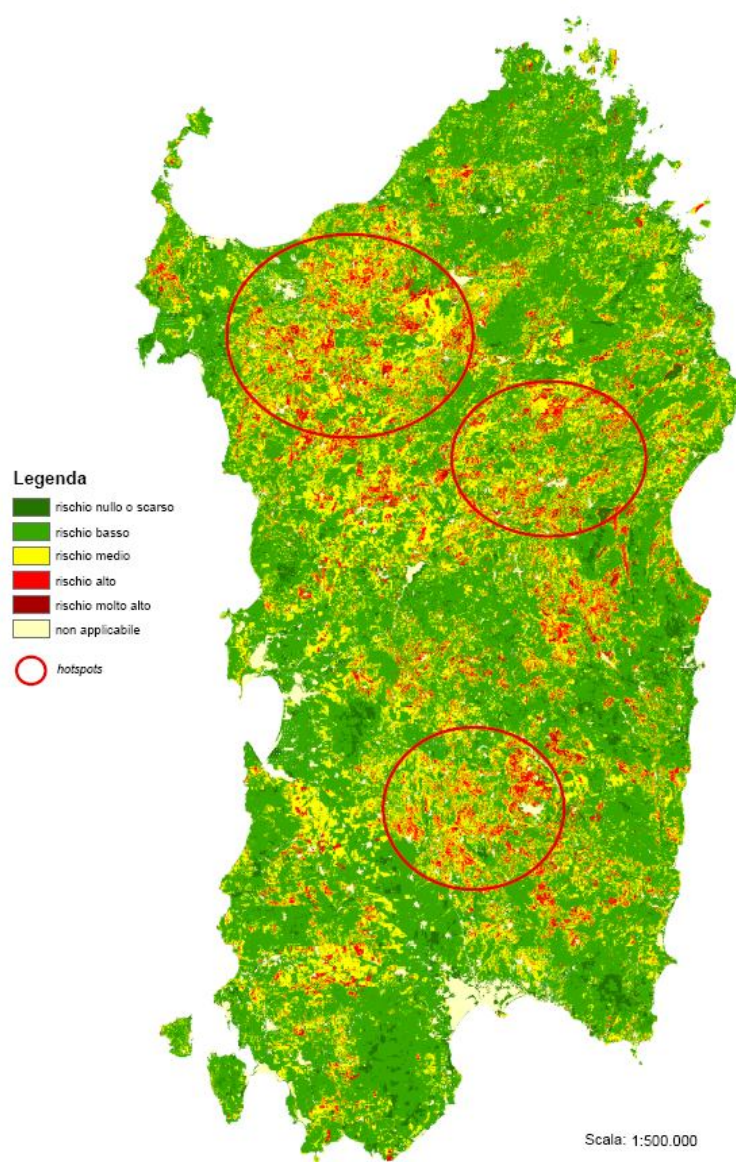 Legenda
rischio nullo o scarso
rischio basso
rischio medio
rischio alto
rischio molto alto
non applicabile
hotspots
Scala: 1:500.000